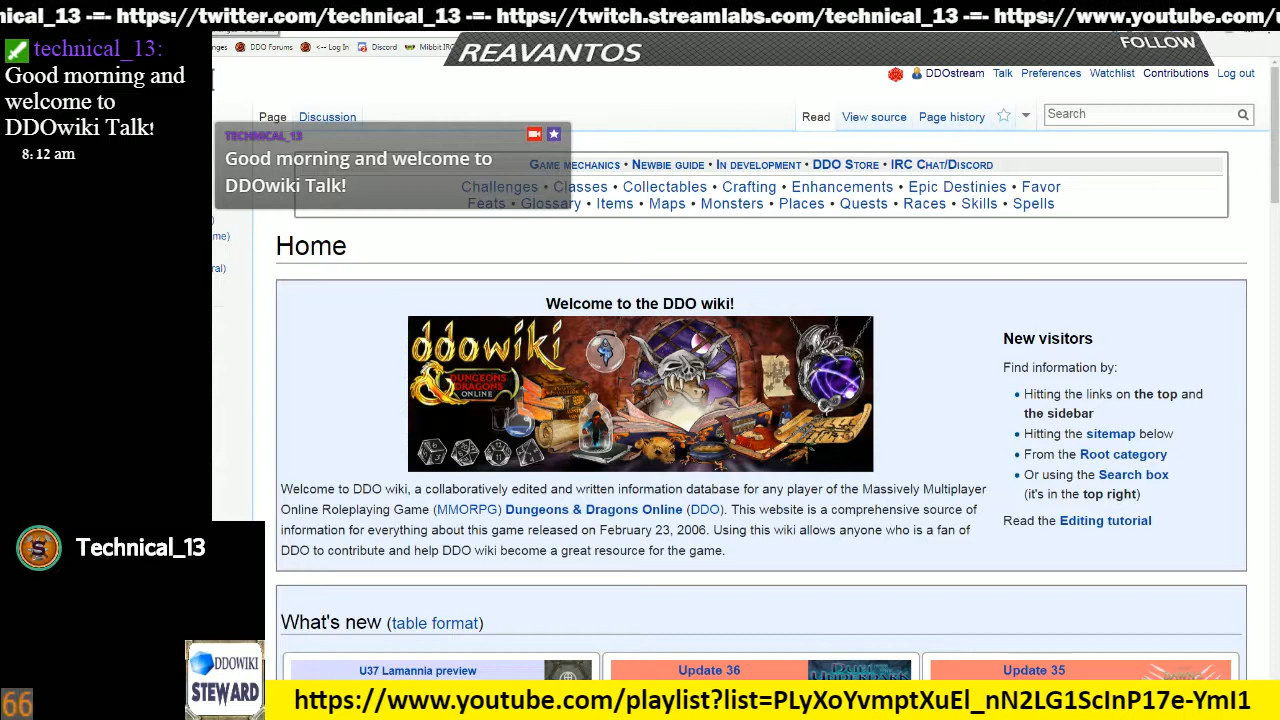 nical_13 -=- https://twitter.com/technical_13 -=- https://twitch.streamlabs.com/technical_13 -=- https://www.youtube.com/
technical_13:
Good morning and
welcome to
DDOwiki Talk!
8:12 am
DDO Forums
<-- Log In
Discord
Mibbit IRC
REAVANTOS
FOLLOW
DDOstream Talk Preferences Watchlist Contributions Log out
Page Discussion
Read View source Page history
Search
TECHNICAL_13
Good morning and welcome to
DDOwiki Talk!
Game mechanics • Newbie guide • In development • DDO Store • IRC Chat/Discord
Challenges • Classes • Collectables • Crafting • Enhancements • Epic Destinies • Favor
Feats • Glossary • Items • Maps • Monsters • Places • Quests • Races • Skills • Spells
me)
ral)
Home
Welcome to the DDO wiki!
ddowiki
DUNGEONS
DRAGONS
ONLINE
Welcome to DDO wiki, a collaboratively edited and written information database for any player of the Massively Multiplayer
Online Roleplaying Game (MMORPG) Dungeons & Dragons Online (DDO). This website is a comprehensive source of
information for everything about this game released on February 23, 2006. Using this wiki allows anyone who is a fan of
DDO to contribute and help DDO wiki become a great resource for the game.
New visitors
Find information by:
• Hitting the links on the top and
the sidebar
• Hitting the sitemap below
• From the Root category
• Or using the Search box
(it's in the top right)
Read the Editing tutorial
Technical_13
What's new (table format)
U37 Lamannia preview
Update 36
Update 35
DDOWIKI
STEWARD
66
https://www.youtube.com/playlist?list=PLyXoYvmptXuEl_nN2LG1ScInP17e-YmI1